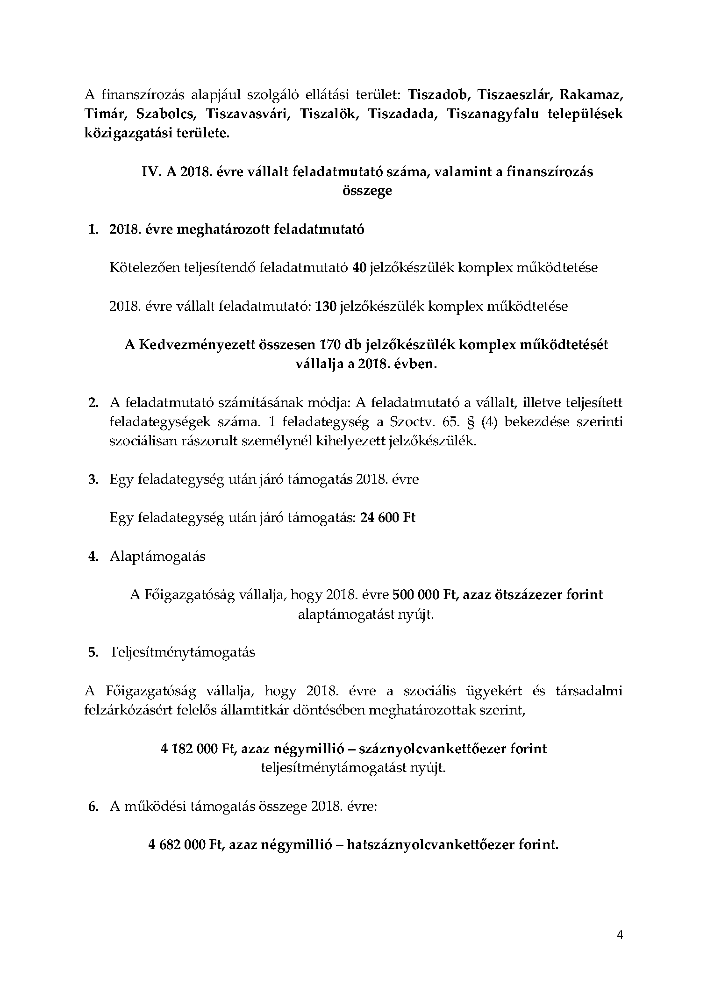 A finanszírozás alapjául szolgáló ellátási terület: Tiszadob, Tiszaeszlár, Rakamaz,
Timár, Szabolcs, Tiszavasvári, Tiszalök, Tiszadada, Tiszanagyfalu települések
közigazgatási területe.
IV. A 2018. évre vállalt feladatmutató száma, valamint a finanszírozás
összege
1. 2018. évre meghatározott feladatmutató
Kötelezően teljesítendő feladatmutató 40 jelzőkészülék komplex működtetése
2018. évre vállalt feladatmutató: 130 jelzőkészülék komplex működtetése
A Kedvezményezett összesen 170 db jelzőkészülék komplex működtetését
vállalja a 2018. évben.
2. A feladatmutató számításának módja: A feladatmutató a vállalt, illetve teljesített
feladategységek száma. 1 feladategység a Szoctv. 65. § (4) bekezdése szerinti
szociálisan rászorult személynél kihelyezett jelzőkészülék.
3. Egy feladategység után járó támogatás 2018. évre
Egy feladategység után járó támogatás: 24 600 Ft
4. Alaptámogatás
A Főigazgatóság vállalja, hogy 2018. évre 500 000 Ft, azaz ötszázezer forint
alaptámogatást nyújt.
5. Teljesítménytámogatás
A Főigazgatóság vállalja, hogy 2018. évre a szociális ügyekért és társadalmi
felzárkózásért felelős államtitkár döntésében meghatározottak szerint,
4 182 000 Ft, azaz négymillió – száznyolcvankettőezer forint
teljesítménytámogatást nyújt.
6. A működési támogatás összege 2018. évre:
4 682 000 Ft, azaz négymillió – hatszáznyolcvankettőezer forint.
4